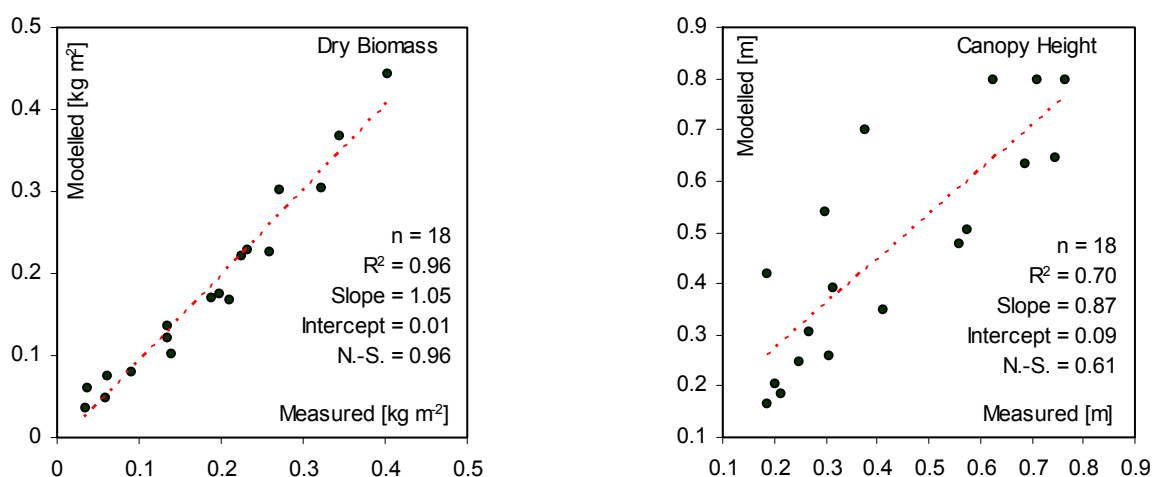 0.5
0.4
0.3
0.2
0.1
0
0
0.1
0.2
0.3
0.4
0.5
Modelled [kg m²]
Dry Biomass
n = 18
R² = 0.96
Slope = 1.05
Intercept = 0.01
N.-S. = 0.96
Measured [kg m⁻²]
0.9
0.8
0.7
0.6
0.5
0.4
0.3
0.2
0.1
0.1
0.2
0.3
0.4
0.5
0.6
0.7
0.8
0.9
Modelled [m]
Canopy Height
n = 18
R² = 0.70
Slope = 0.87
Intercept = 0.09
N.-S. = 0.61
Measured [m]